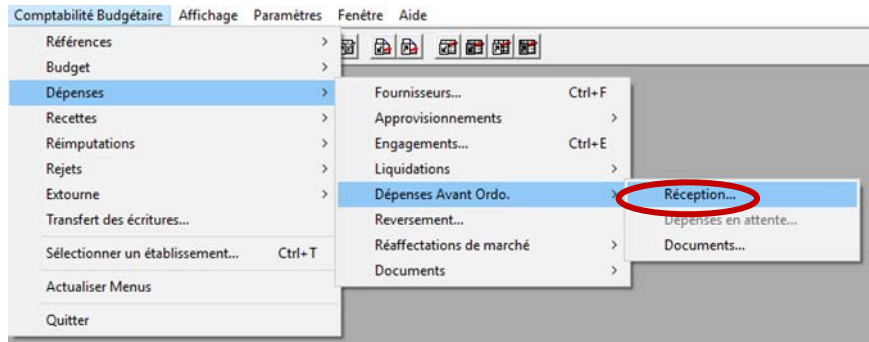 Comptabilité Budgétaire Affichage Paramètres Fenêtre Aide
Références >
Budget >
Dépenses >
Recettes >
Réimputations >
Rejets >
Extourne >
Transfert des écritures...
Sélectionner un établissement... Ctrl+T
Actualiser Menus
Quitter
Fournisseurs... Ctrl+F
Approvisionnements >
Engagements... Ctrl+E
Liquidations >
Dépenses Avant Ordo. >
Reversement...
Réaffectations de marché >
Documents >
Réception...
Dépenses en attente...
Documents...